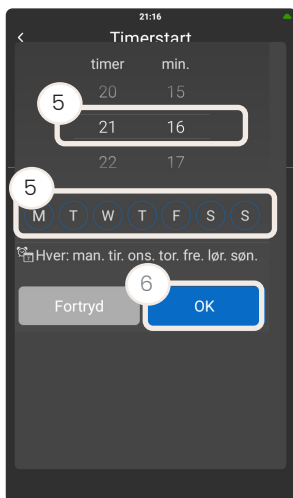 21:16
< Timerstart
timer min.
5
20 15
21 16
22 17
5
M T W T F S S
Hver: man. tir. ons. tor. fre. lør. søn.
6
Fortryd OK